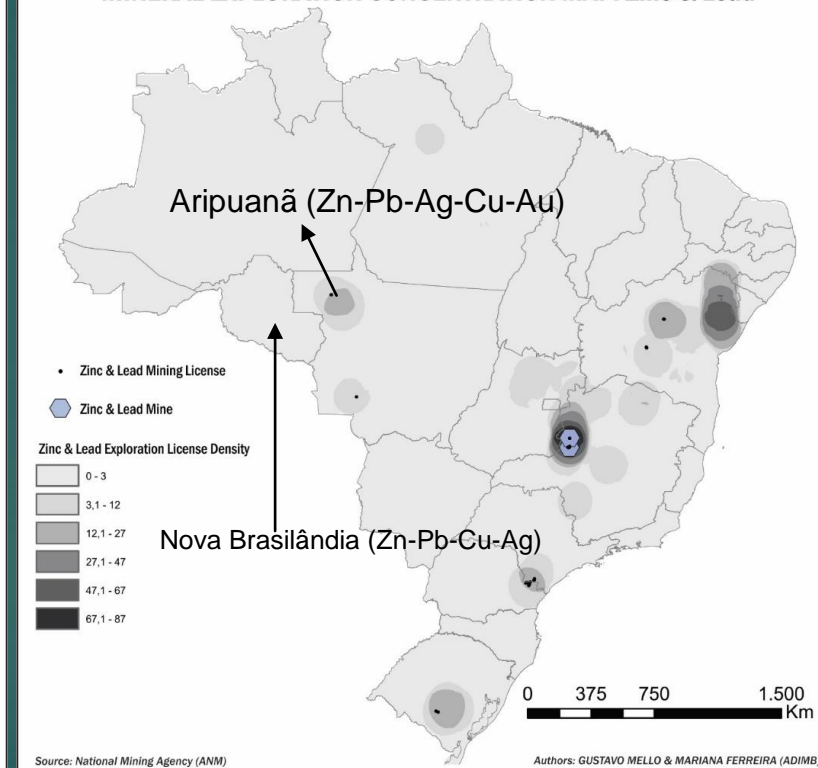 Aripuanã (Zn-Pb-Ag-Cu-Au)
Zinc & Lead Mining License
Zinc & Lead Mine
Zinc & Lead Exploration License Density
0 - 3
3,1 - 12
12,1 - 27
27,1 - 47
47,1 - 67
67,1 - 87
Nova Brasilândia (Zn-Pb-Cu-Ag)
0 375 750 1.500
Km
Source: National Mining Agency (ANM)
Authors: GUSTAVO MELLO & MARIANA FERREIRA (ADIMB)